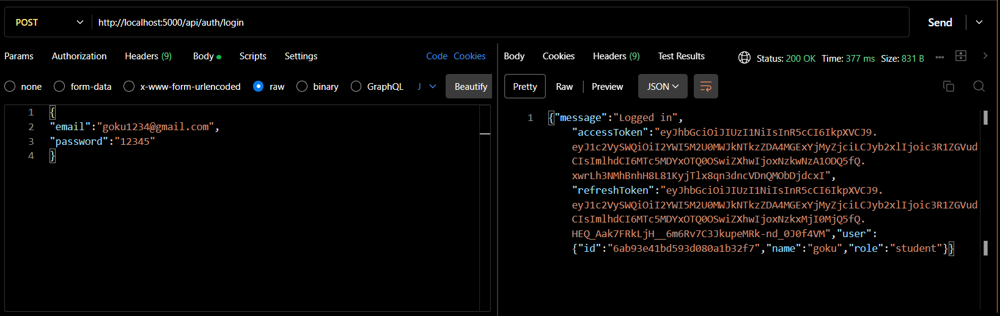 POST http://localhost:5000/api/auth/login Send
Params Authorization Headers (9) Body Scripts Settings Code Cookies
none form-data x-www-form-urlencoded raw binary GraphQL J Beautify
1 {
2 "email":"goku1234@gmail.com",
3 "password":"12345"
4 }
Body Cookies Headers (9) Test Results Status: 200 OK Time: 377 ms Size: 831 B
Pretty Raw Preview JSON
1 {"message":"Logged in",
"accessToken":"eyJhbGciOiJIUzI1NiIsInR5cCI6IkpXVCJ9.
eyJ1c2VySWQiOiI2YWI5M2U0MWJkNTkzZDA4MGExYjMyZjciLCJyb2xlIjoic3R1ZGVud
CIsImlhdCI6MTc5MDYxOTQ0OSwiZXhwIjoxNzkwNzA1ODQ5fQ.
xwrLh3NMhBnhH8L81KyjTlx8qn3dncVDnQMObDjdcxI",
"refreshToken":"eyJhbGciOiJIUzI1NiIsInR5cCI6IkpXVCJ9.
eyJ1c2VySWQiOiI2YWI5M2U0MWJkNTkzZDA4MGExYjMyZjciLCJyb2xlIjoic3R1ZGVud
CIsImlhdCI6MTc5MDYxOTQ0OSwiZXhwIjoxNzkxMjI0MjQ5fQ.
HEQ_Aak7FRkLjH__6m6Rv7C3JkupeMRk-nd_0J0f4VM","user":
{"id":"6ab93e41bd593d080a1b32f7","name":"goku","role":"student"}}